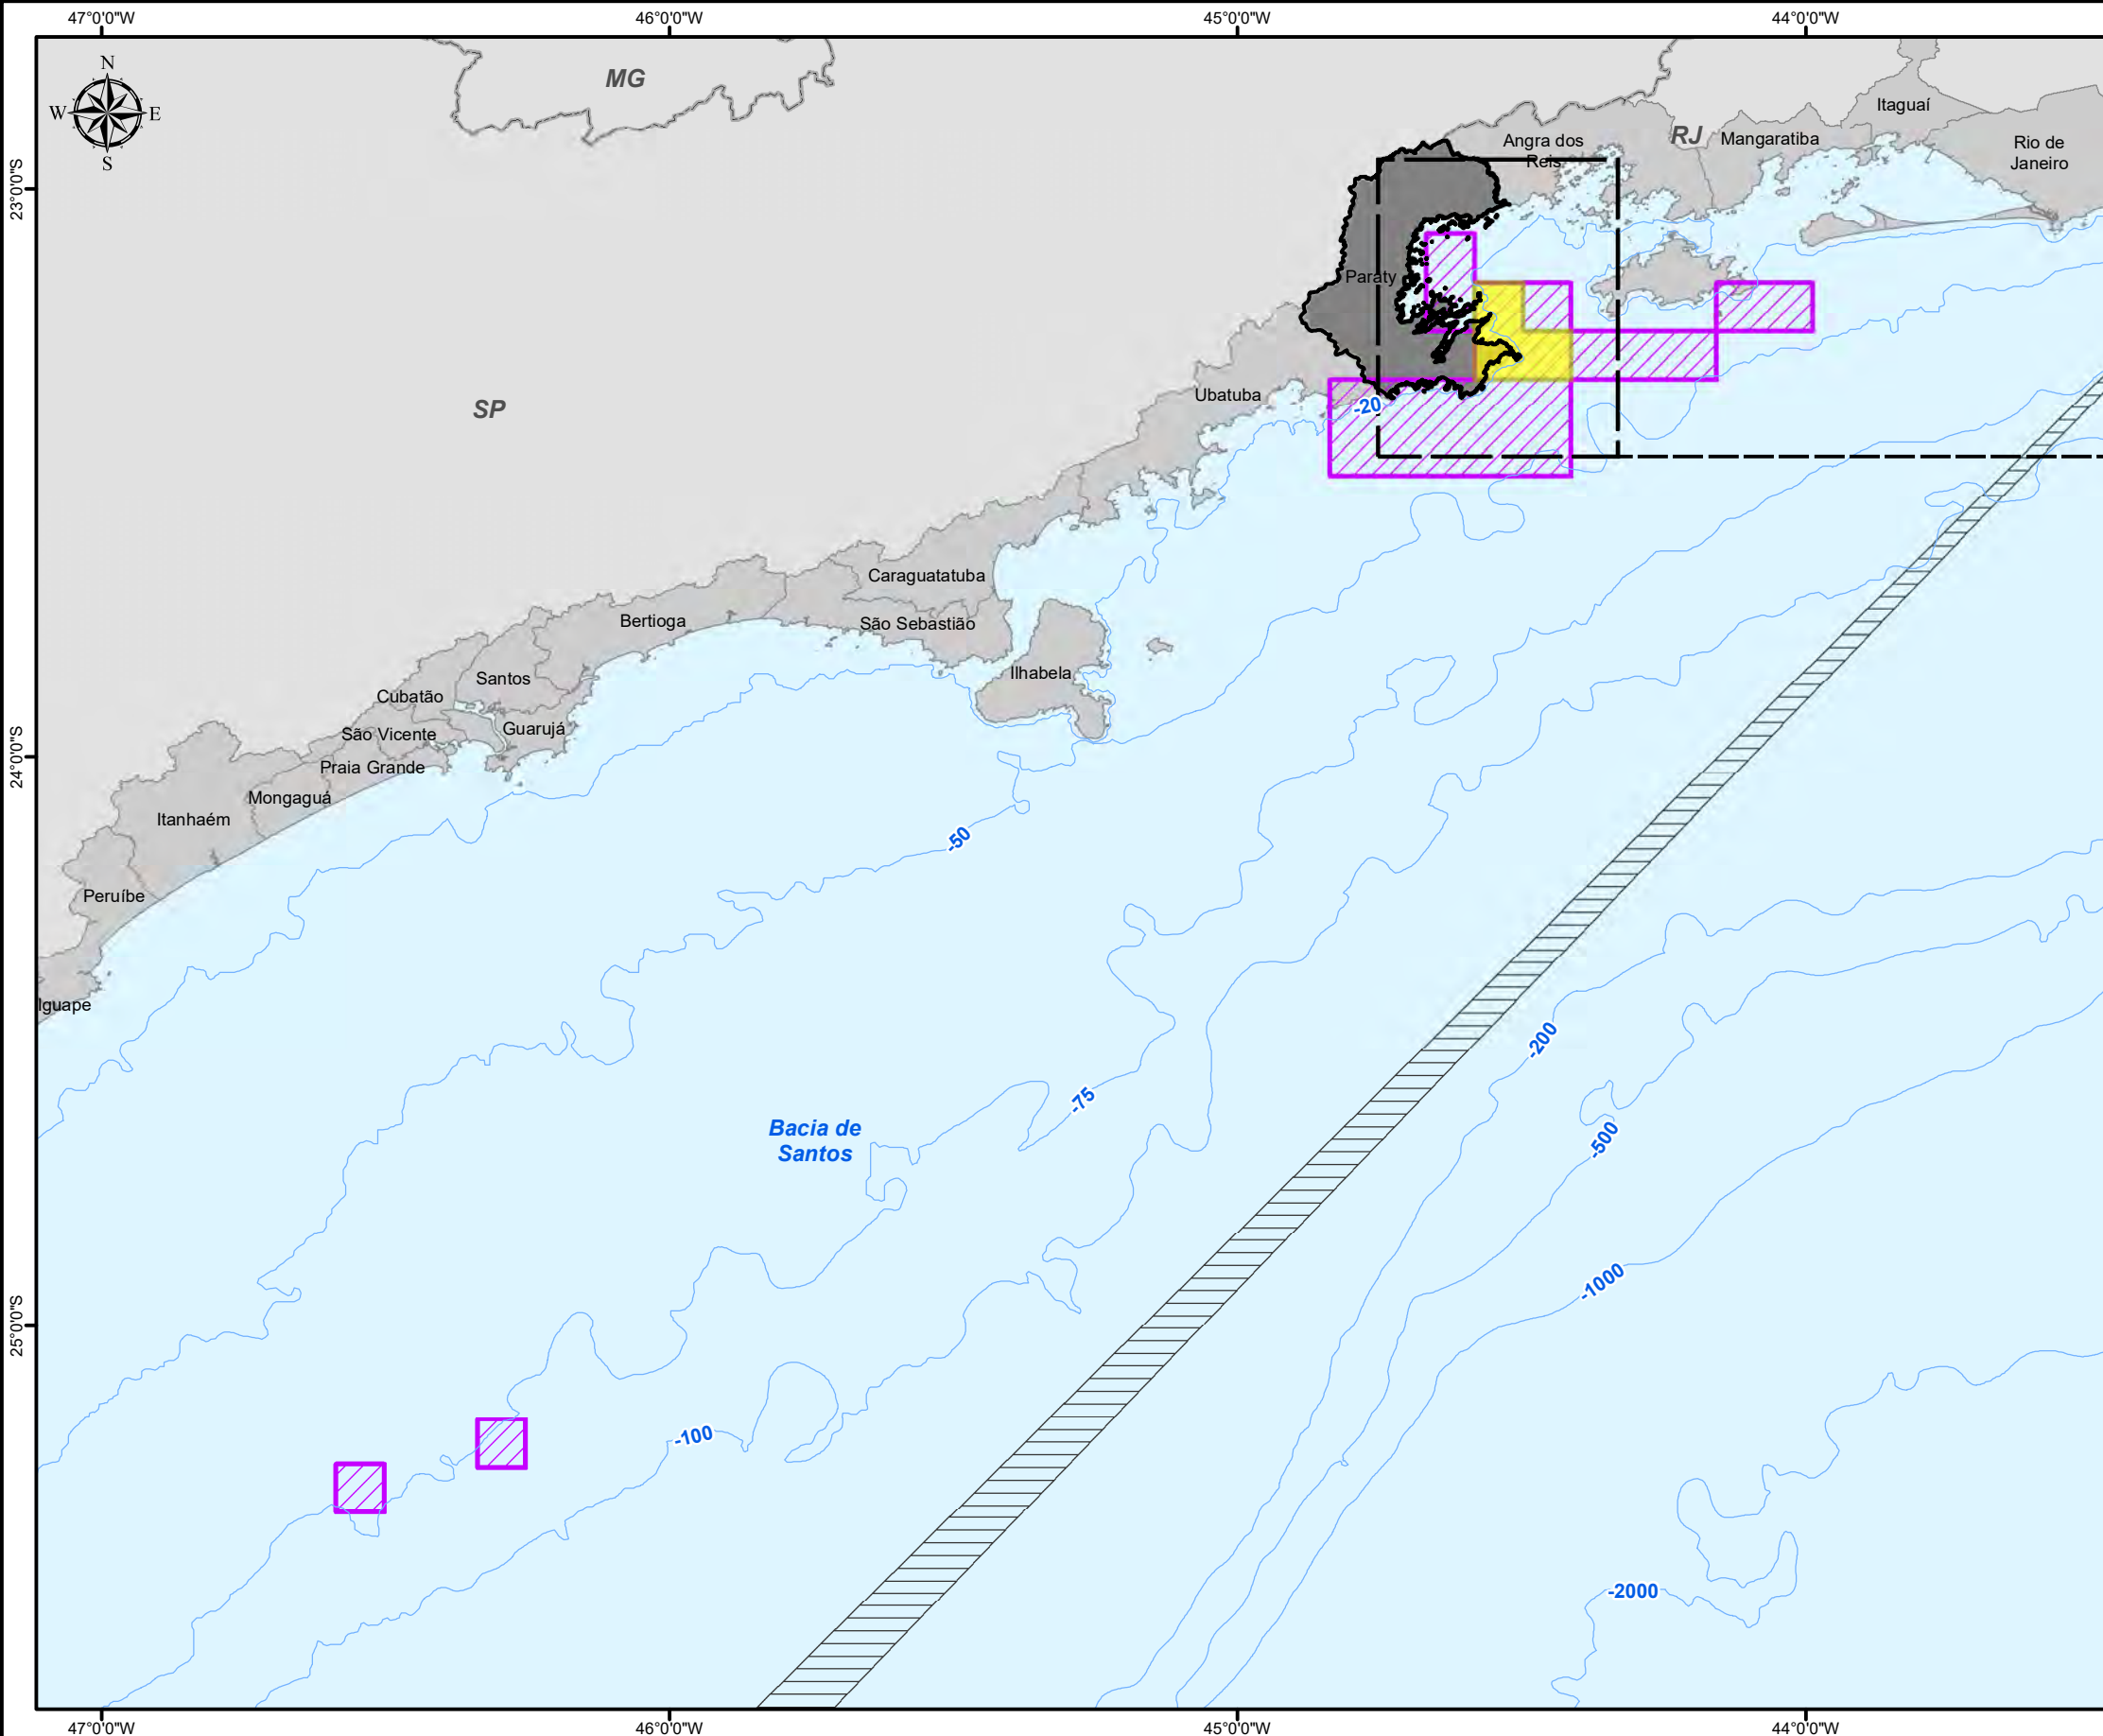 47°0'0"W
46°0'0"W
45°0'0"W
44°0'0"W
N
W
E
S
MG
SP
RJ
Itaguaí
Angra dos
Reis
Mangaratiba
Rio de
Janeiro
23°0'0"S
Paraty
Ubatuba
-20
Caraguatatuba
Bertioga
São Sebastião
Ilhabela
Santos
Cubatão
Guarujá
São Vicente
Praia Grande
Mongaguá
Itanhaém
24°0'0"S
Peruíbe
Iguape
-50
-75
-200
-500
Bacia de
Santos
-1000
25°0'0"S
-100
-2000
47°0'0"W
46°0'0"W
45°0'0"W
44°0'0"W